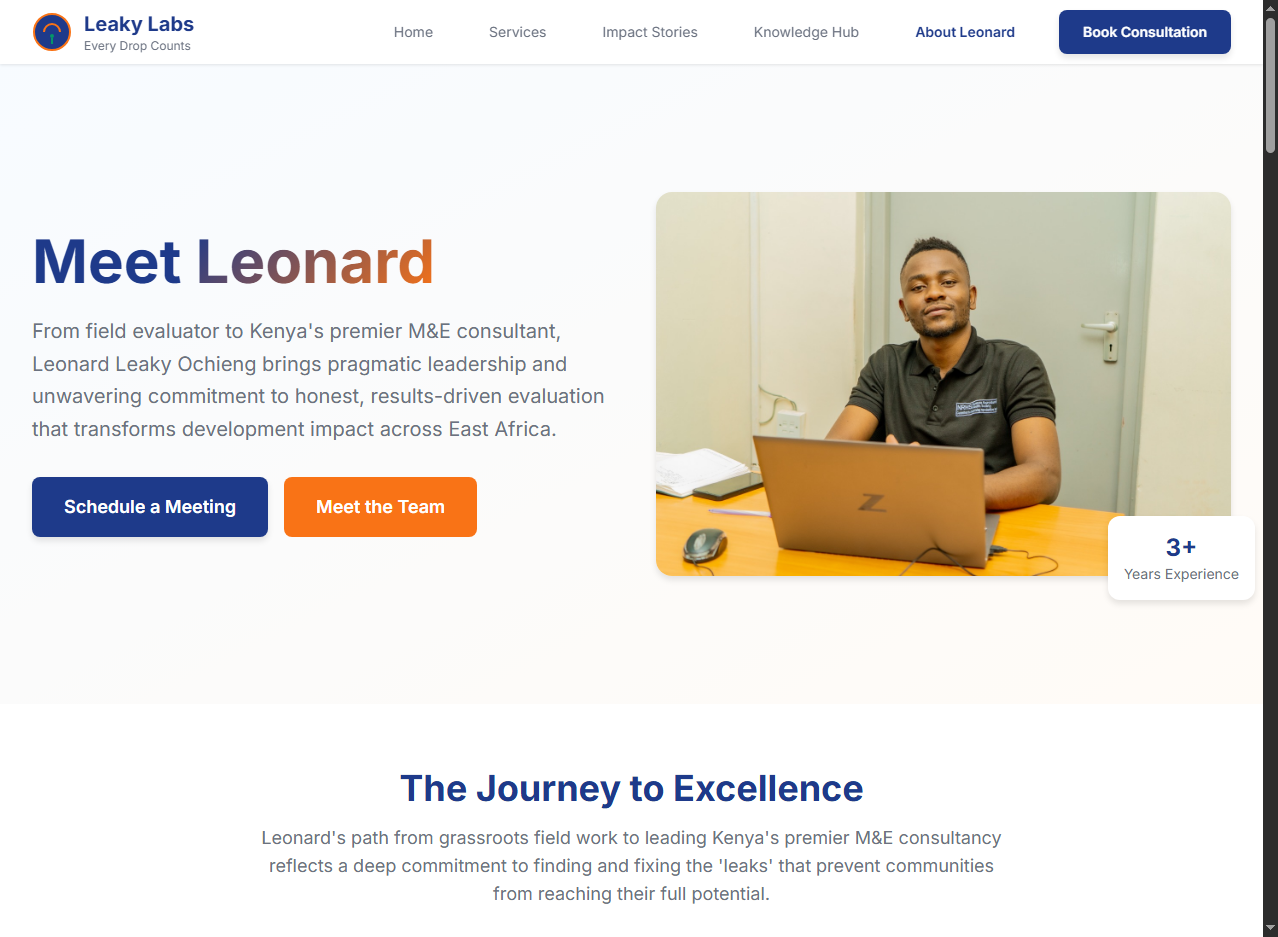 Leaky Labs
Every Drop Counts
Home
Services
Impact Stories
Knowledge Hub
About Leonard
Book Consultation
Meet Leonard
From field evaluator to Kenya's premier M&E consultant,
Leonard Leaky Ochieng brings pragmatic leadership and
unwavering commitment to honest, results-driven evaluation
that transforms development impact across East Africa.
Schedule a Meeting
Meet the Team
3+
Years Experience
The Journey to Excellence
Leonard's path from grassroots field work to leading Kenya's premier M&E consultancy
reflects a deep commitment to finding and fixing the 'leaks' that prevent communities
from reaching their full potential.